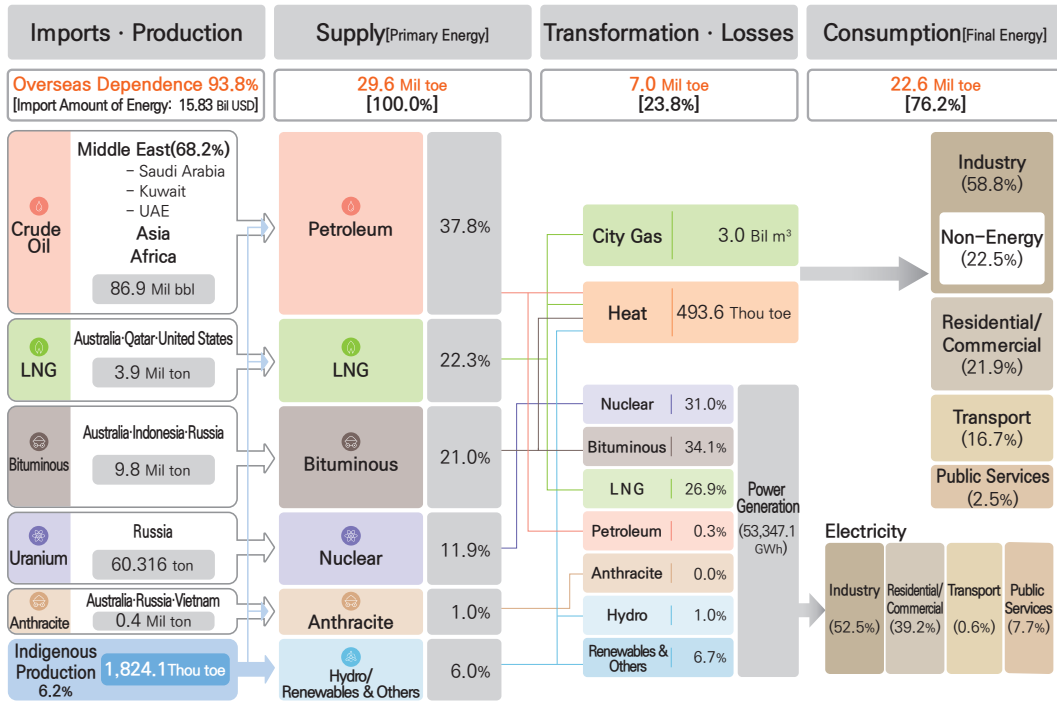 Imports · Production
Supply[Primary Energy]
Transformation · Losses
Consumption[Final Energy]
Overseas Dependence 93.8%
[Import Amount of Energy: 15.83 Bil USD]
29.6 Mil toe
[100.0%]
7.0 Mil toe
[23.8%]
22.6 Mil toe
[76.2%]
Crude
Oil
Middle East(68.2%)
– Saudi Arabia
– Kuwait
– UAE
Asia
Africa
86.9 Mil bbl
LNG
Australia·Qatar·United States
3.9 Mil ton
Bituminous
Australia·Indonesia·Russia
9.8 Mil ton
Uranium
Russia
60.316 ton
Anthracite
Australia·Russia·Vietnam
0.4 Mil ton
Indigenous
Production
6.2%
1,824.1 Thou toe
Petroleum
37.8%
LNG
22.3%
Bituminous
21.0%
Nuclear
11.9%
Anthracite
1.0%
Hydro/
Renewables & Others
6.0%
City Gas
3.0 Bil m³
Heat
493.6 Thou toe
Nuclear
31.0%
Bituminous
34.1%
LNG
26.9%
Petroleum
0.3%
Anthracite
0.0%
Hydro
1.0%
Renewables &
Others
6.7%
Power
Generation
(53,347.1
GWh)
Industry
(58.8%)
Non-Energy
(22.5%)
Residential/
Commercial
(21.9%)
Transport
(16.7%)
Public Services
(2.5%)
Electricity
Industry
(52.5%)
Residential/
Commercial
(39.2%)
Transport
(0.6%)
Public
Services
(7.7%)